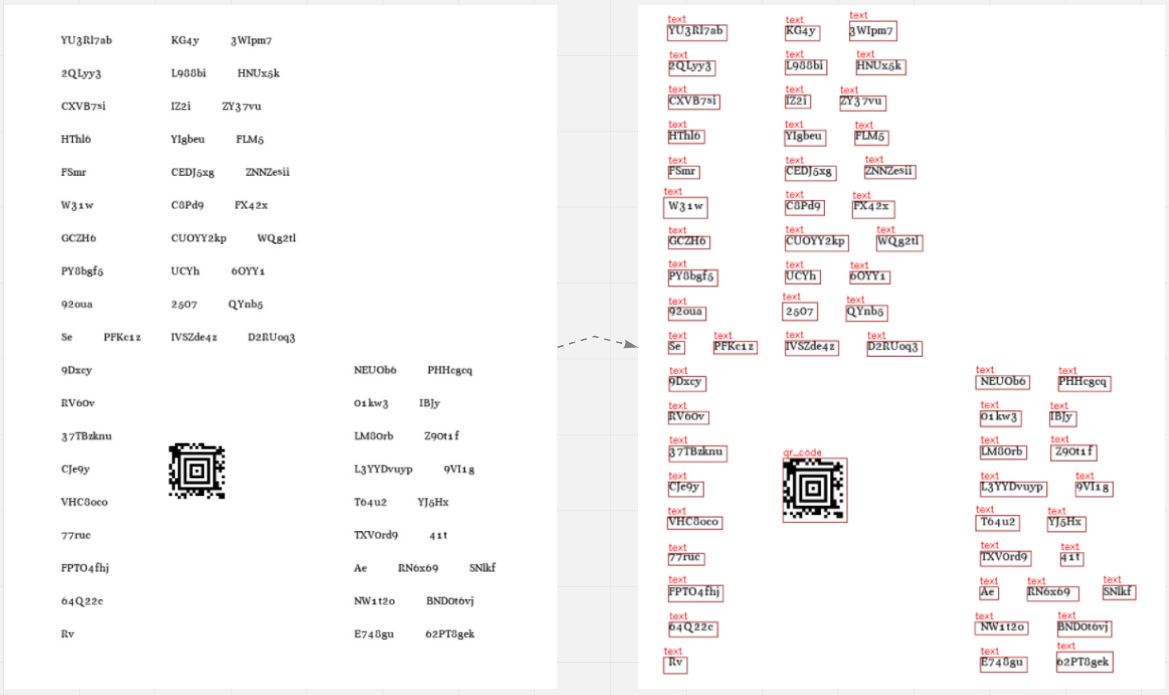 YU3Rl7ab KG4y 3WIpm7
2QLyy3 L988bi HNUx5k
CXVB7si IZ2i ZY37vu
HThl6 YIgbeu FLM5
FSmr CEDJ5xg ZNNZesii
W31w C8Pd9 FX42x
GCZH6 CUOYY2kp WQg2tl
PY8bgf5 UCYh 6OYY1
92oua 2507 QYnb5
Se PFKc1z IVSZde4z D2RUoq3
9Dxcy NEUOb6 PHHcgcq
RV60v 01kw3 IBJy
37TBzknu LM80rb Z90t1f
CJe9y L3YYDvuyp 9VI1g
VHC8oco T64u2 YJ5Hx
77ruc TXV0rd9 41t
FPTO4fhj Ae RN6x69 SNlkf
64Q22c NW1t2o BND0t6vj
Rv E748gu 62PT8gek
text text text
YU3Rl7ab KG4y 3WIpm7
text text text
2QLyy3 L988bi HNUx5k
text text text
CXVB7si IZ2i ZY37vu
text text text
HThl6 YIgbeu FLM5
text text text
FSmr CEDJ5xg ZNNZesii
text text text
W31w C8Pd9 FX42x
text text text
GCZH6 CUOYY2kp WQg2tl
text text text
PY8bgf5 UCYh 6OYY1
text text text
92oua 2507 QYnb5
text text text text
Se PFKc1z IVSZde4z D2RUoq3
text text text
9Dxcy NEUOb6 PHHcgcq
text text text
RV60v 01kw3 IBJy
text text text
37TBzknu LM80rb Z90t1f
qr_code
text text text
CJe9y L3YYDvuyp 9VI1g
text text text
VHC8oco T64u2 YJ5Hx
text text text
77ruc TXV0rd9 41t
text text text text
FPTO4fhj Ae RN6x69 SNlkf
text text text
64Q22c NW1t2o BND0t6vj
text text text
Rv E748gu 62PT8gek